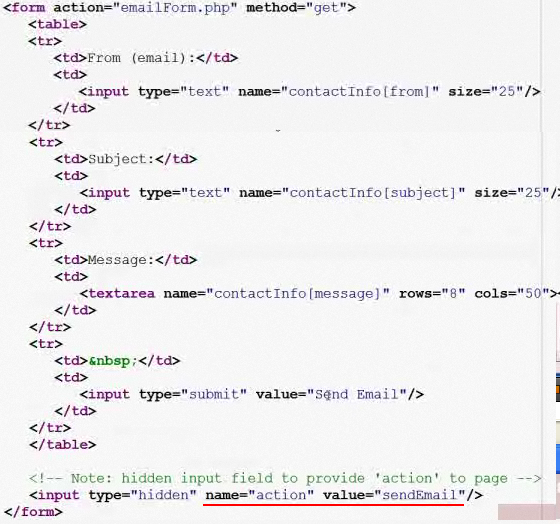 <form action="emailForm.php" method="get">
<table>
<tr>
<td>From (email):</td>
<td>
<input type="text" name="contactInfo[from]" size="25"/>
</td>
</tr>
<tr>
<td>Subject:</td>
<td>
<input type="text" name="contactInfo[subject]" size="25"/>
</td>
</tr>
<tr>
<td>Message:</td>
<td>
<textarea name="contactInfo[message]" rows="8" cols="50"><
</td>
</tr>
<tr>
<td>&nbsp;</td>
<td>
<input type="submit" value="Send Email"/>
</td>
</tr>
</table>
<!-- Note: hidden input field to provide 'action' to page -->
<input type="hidden" name="action" value="sendEmail"/>
</form>